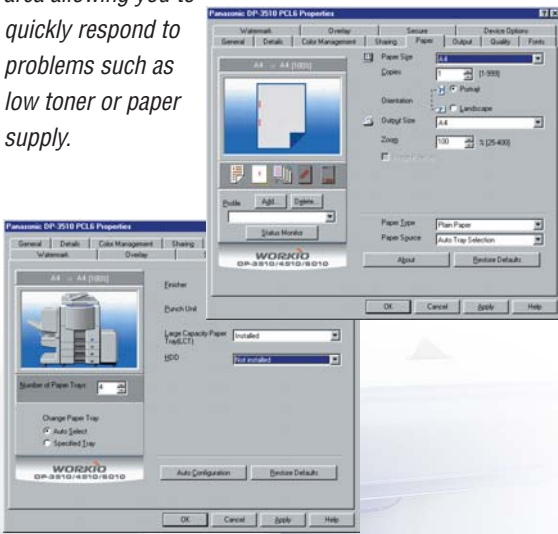 area allowing you to
quickly respond to
problems such as
low toner or paper
supply.
Panasonic DP-3510 PCL6 Properties
Watermark Overlay Secure Device Options
General Details Color Management Sharing Paper Output Quality Fonts
A4 -> A4 [100%]
Paper Size A4
Copies 1 [1-999]
Orientation Portrait
Landscape
Output Size A4
Zoom 100 % [25-400]
Profile Add... Delete...
Status Monitor
Paper Type Plain Paper
Paper Source Auto Tray Selection
WORKiO
DP-3510/4510/6010
About Restore Defaults
OK Cancel Apply Help
Panasonic DP-3510 PCL6 Properties
General Details Color Management Sharing
Watermark Overlay
A4 -> A4 [100%]
Finisher
Punch Unit
Large Capacity Paper Installed
Tray(LCT)
HDD Not installed
Number of Paper Trays 4
Change Paper Tray
Auto Select
Specified Tray
WORKiO
DP-3510/4510/6010
Auto Configuration Restore Defaults
OK Cancel Apply Help